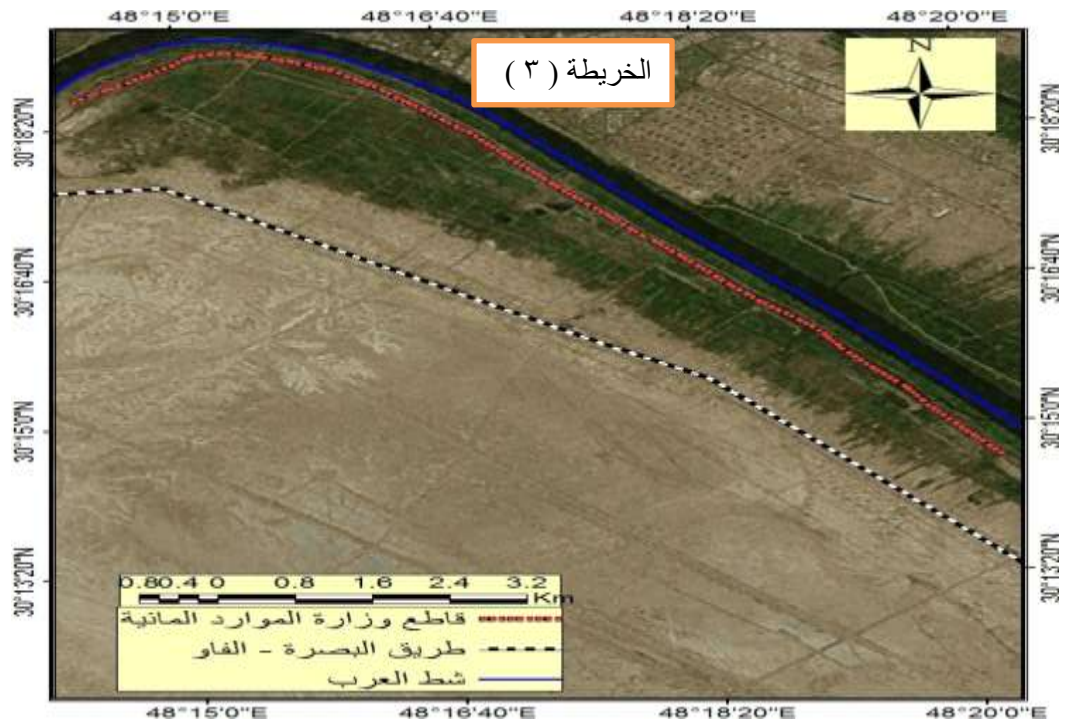 48°15'0"E 48°16'40"E 48°18'20"E 48°20'0"E
الخريطة ( ٣ )
N
30°18'20"N 30°18'20"N
30°16'40"N 30°16'40"N
30°15'0"N 30°15'0"N
30°13'20"N 30°13'20"N
0.8 0.4 0 0.8 1.6 2.4 3.2
Km
قاطع وزارة الموارد المائية
طريق البصرة - الفاو
شط العرب
48°15'0"E 48°16'40"E 48°18'20"E 48°20'0"E